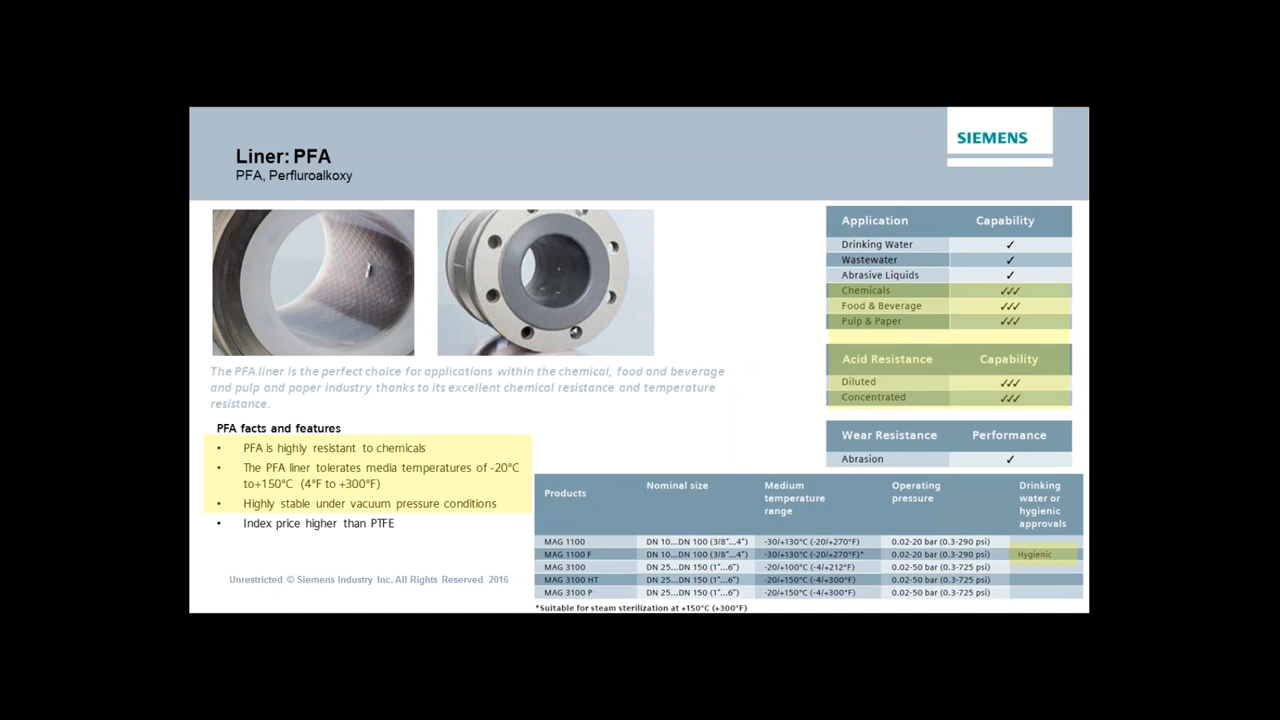 SIEMENS
Liner: PFA
PFA, Perfluroalkoxy
Application Capability
Drinking Water ✓
Wastewater ✓
Abrasive Liquids ✓
Chemicals ✓✓✓
Food & Beverage ✓✓✓
Pulp & Paper ✓✓✓
Acid Resistance Capability
Diluted ✓✓✓
Concentrated ✓✓✓
Wear Resistance Performance
Abrasion ✓
The PFA liner is the perfect choice for applications within the chemical, food and beverage
and pulp and paper industry thanks to its excellent chemical resistance and temperature
resistance.
PFA facts and features
• PFA is highly resistant to chemicals
• The PFA liner tolerates media temperatures of -20°C
to+150°C (4°F to +300°F)
• Highly stable under vacuum pressure conditions
• Index price higher than PTFE
Unrestricted © Siemens Industry Inc. All Rights Reserved 2016
Products Nominal size Medium temperature range Operating pressure Drinking water or hygienic approvals
MAG 1100 DN 10...DN 100 (3/8"...4") -30/+130°C (-20/+270°F) 0.02-20 bar (0.3-290 psi)
MAG 1100 F DN 10...DN 100 (3/8"...4") -30/+130°C (-20/+270°F)* 0.02-20 bar (0.3-290 psi) Hygienic
MAG 3100 DN 25...DN 150 (1"...6") -20/+100°C (-4/+212°F) 0.02-50 bar (0.3-725 psi)
MAG 3100 HT DN 25...DN 150 (1"...6") -20/+150°C (-4/+300°F) 0.02-50 bar (0.3-725 psi)
MAG 3100 P DN 25...DN 150 (1"...6") -20/+150°C (-4/+300°F) 0.02-50 bar (0.3-725 psi)
*Suitable for steam sterilization at +150°C (+300°F)